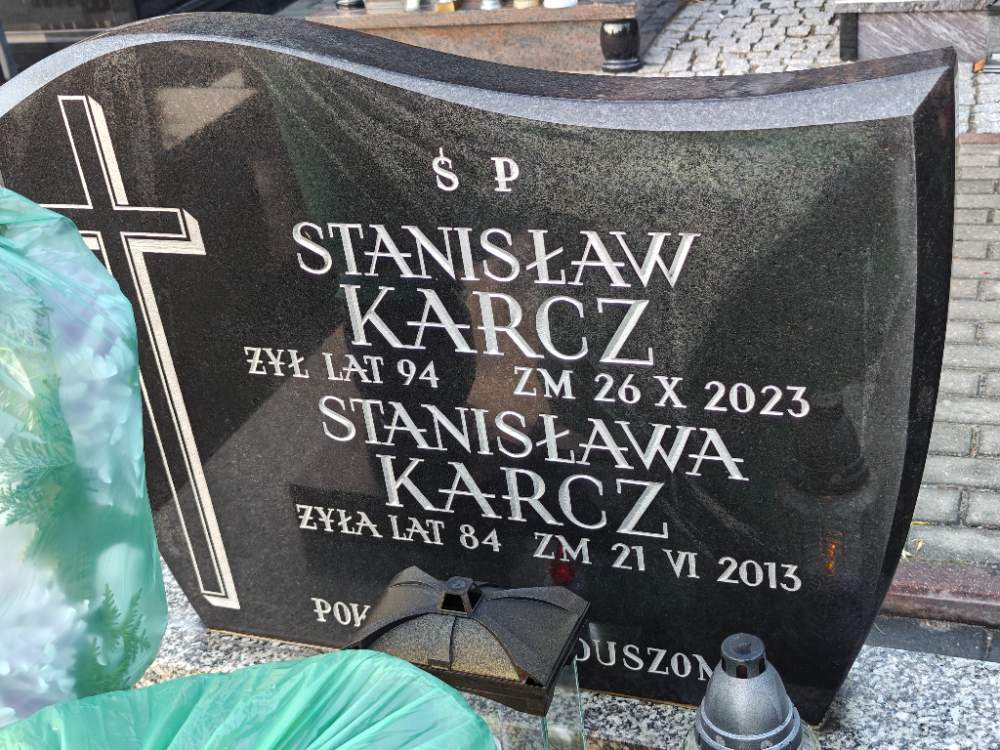 Ś P
STANISŁAW
KARCZ
ŻYŁ LAT 94 ZM 26 X 2023
STANISŁAWA
KARCZ
ŻYŁA LAT 84 ZM 21 VI 2013